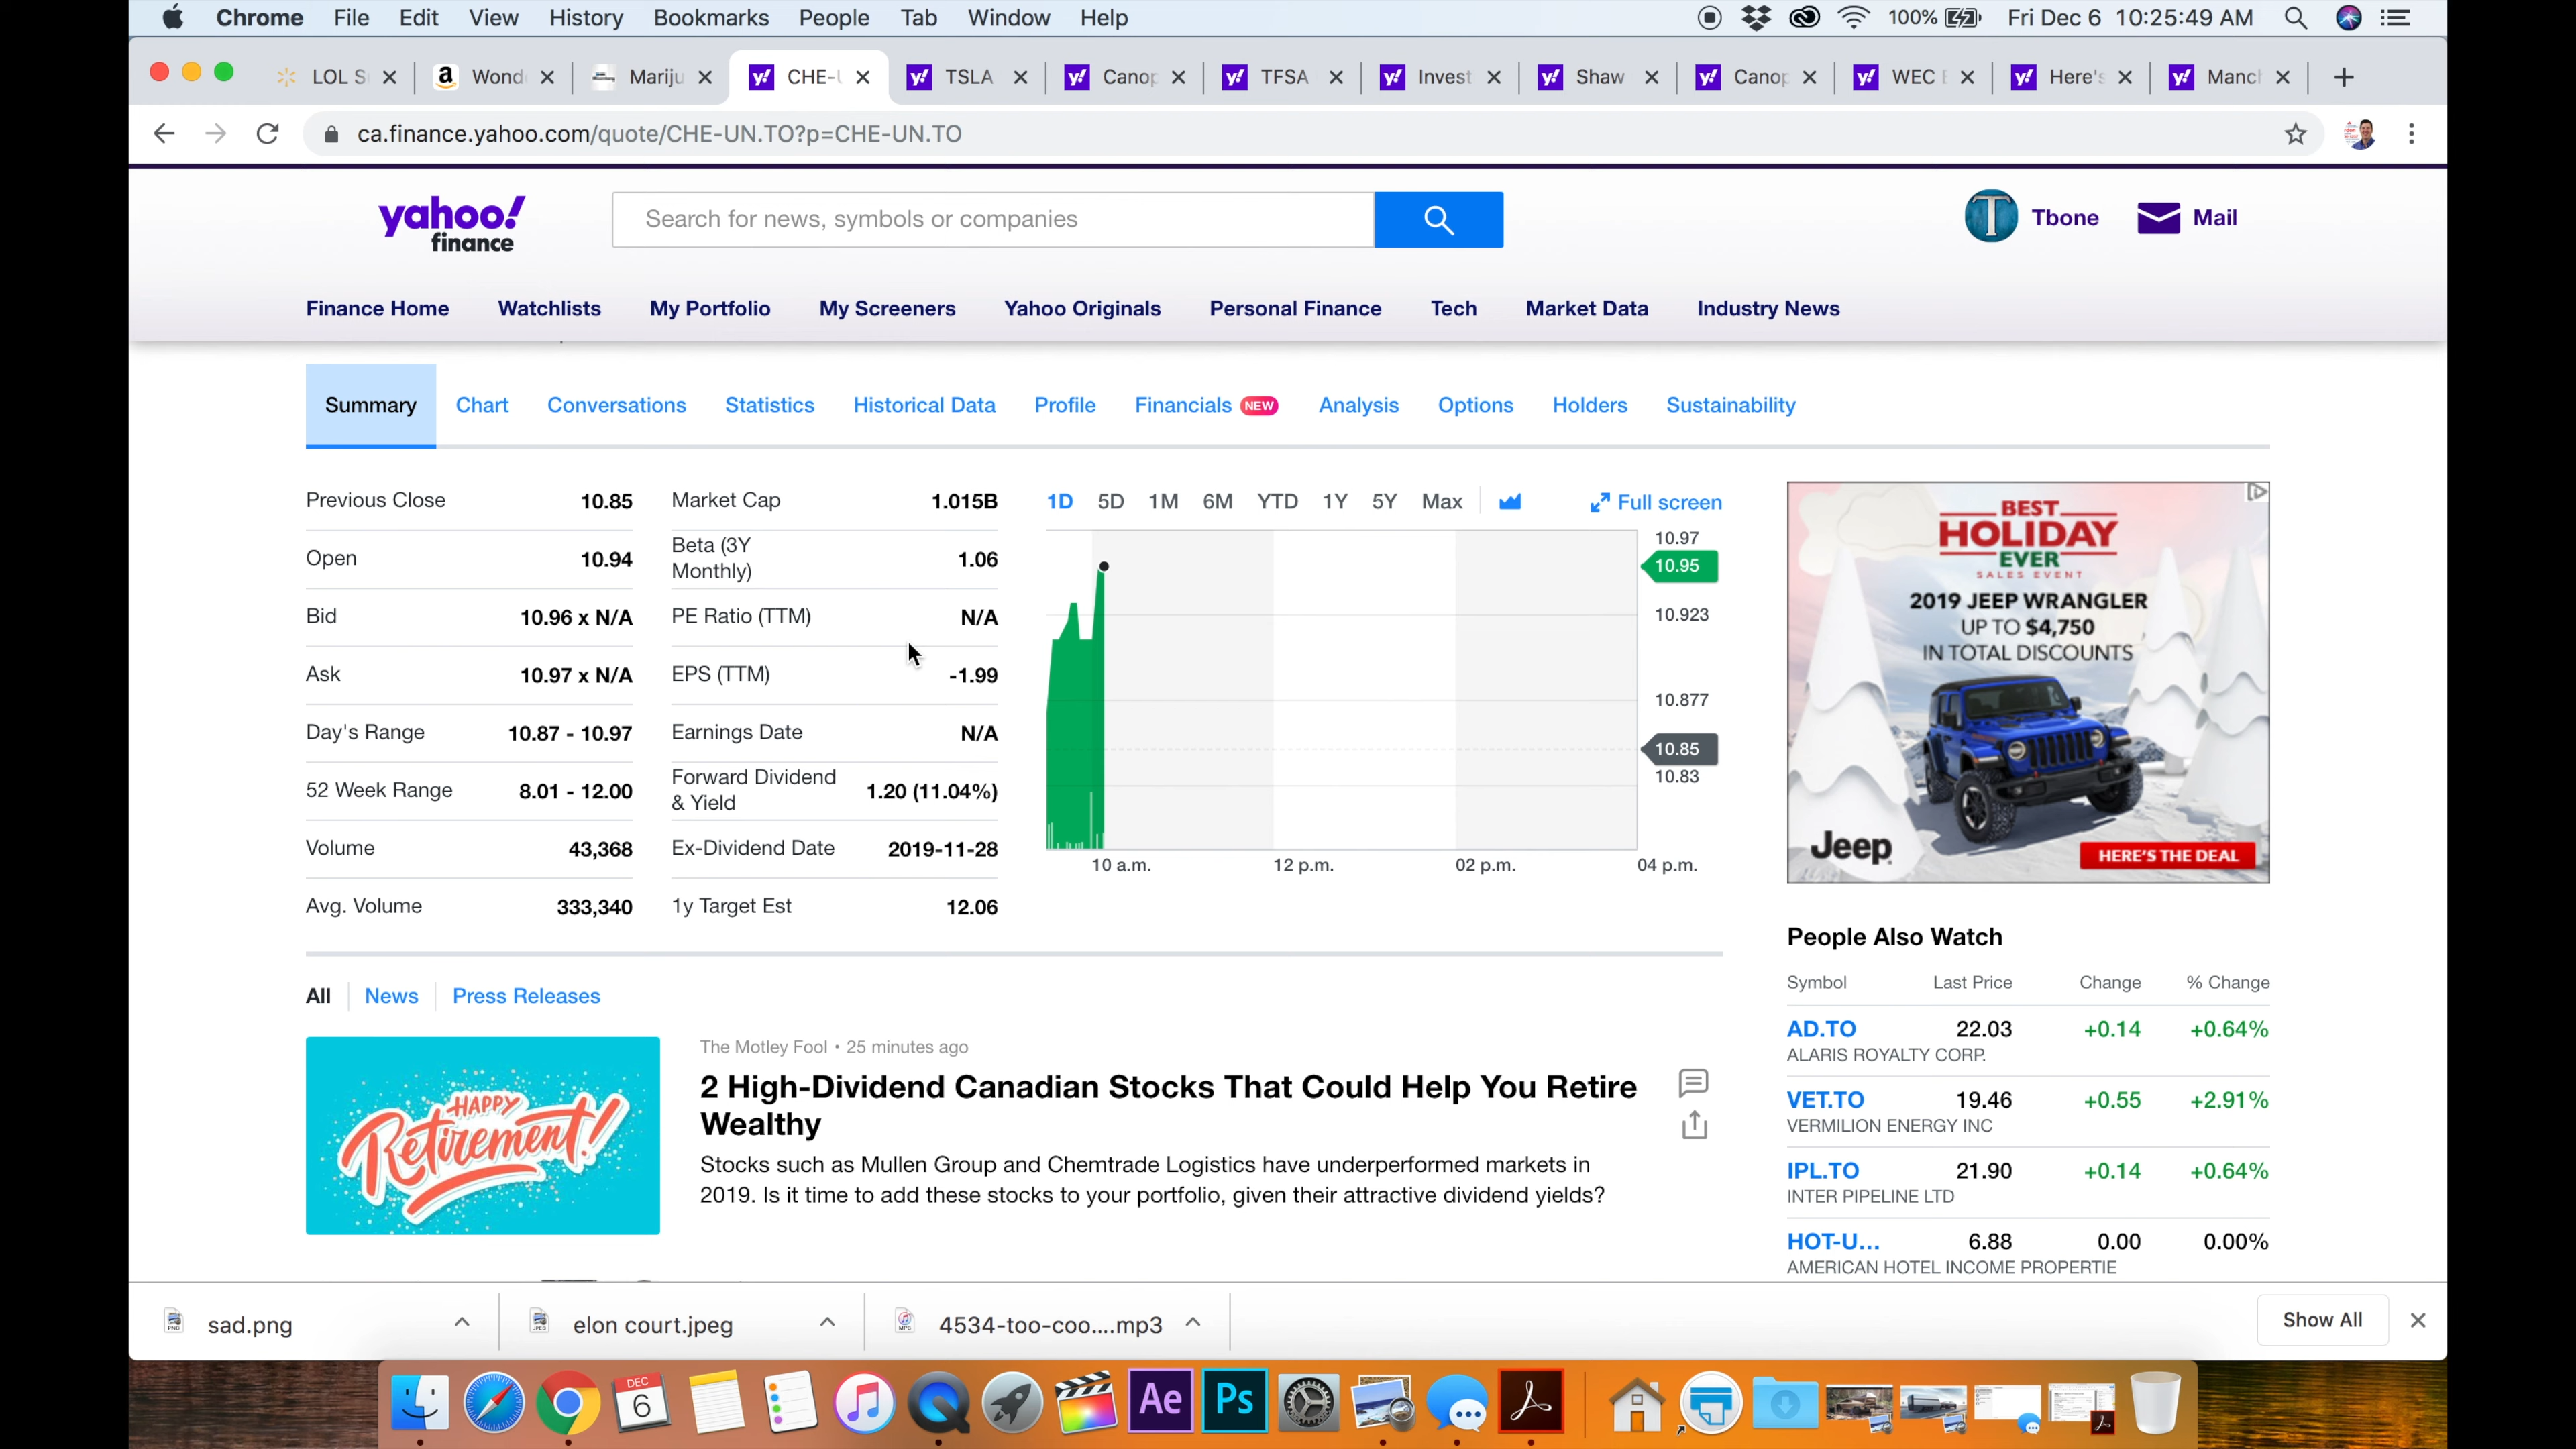 Chrome File Edit View History Bookmarks People Tab Window Help 100% Fri Dec 6 10:25:49 AM
LOL S Wond Mariju CHE-U TSLA Canop TFSA Invest Shaw Canop WEC Here's Manch
ca.finance.yahoo.com/quote/CHE-UN.TO?p=CHE-UN.TO
yahoo!
finance
Search for news, symbols or companies
T Tbone Mail
Finance Home Watchlists My Portfolio My Screeners Yahoo Originals Personal Finance Tech Market Data Industry News
Summary Chart Conversations Statistics Historical Data Profile Financials NEW Analysis Options Holders Sustainability
Previous Close 10.85
Open 10.94
Bid 10.96 x N/A
Ask 10.97 x N/A
Day's Range 10.87 - 10.97
52 Week Range 8.01 - 12.00
Volume 43,368
Avg. Volume 333,340
Market Cap 1.015B
Beta (3Y
Monthly) 1.06
PE Ratio (TTM) N/A
EPS (TTM) -1.99
Earnings Date N/A
Forward Dividend
& Yield 1.20 (11.04%)
Ex-Dividend Date 2019-11-28
1y Target Est 12.06
1D 5D 1M 6M YTD 1Y 5Y Max Full screen
10.97
10.95
10.923
10.877
10.85
10.83
10 a.m. 12 p.m. 02 p.m. 04 p.m.
BEST
HOLIDAY
EVER
SALES EVENT
2019 JEEP WRANGLER
UP TO $4,750
IN TOTAL DISCOUNTS
Jeep
HERE'S THE DEAL
People Also Watch
Symbol Last Price Change % Change
AD.TO 22.03 +0.14 +0.64%
ALARIS ROYALTY CORP.
VET.TO 19.46 +0.55 +2.91%
VERMILION ENERGY INC
IPL.TO 21.90 +0.14 +0.64%
INTER PIPELINE LTD
HOT-U... 6.88 0.00 0.00%
AMERICAN HOTEL INCOME PROPERTIE
All News Press Releases
HAPPY
Retirement!
The Motley Fool • 25 minutes ago
2 High-Dividend Canadian Stocks That Could Help You Retire
Wealthy
Stocks such as Mullen Group and Chemtrade Logistics have underperformed markets in
2019. Is it time to add these stocks to your portfolio, given their attractive dividend yields?
sad.png elon court.jpeg 4534-too-coo....mp3 Show All
DEC
6
Ae Ps